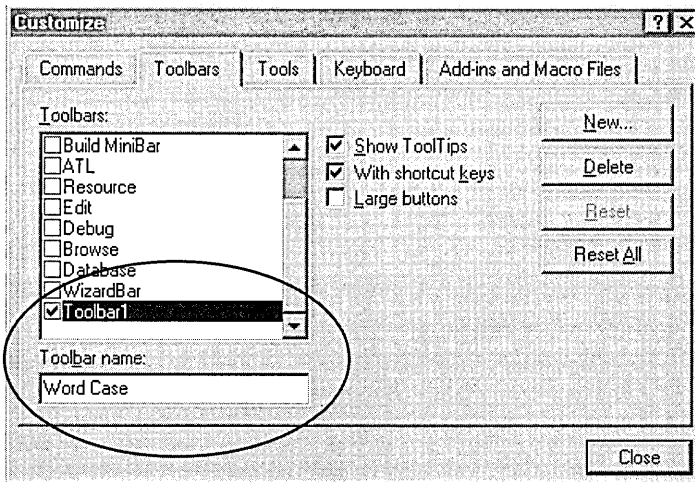 Customize
? ×
Commands Toolbars Tools Keyboard Add-ins and Macro Files
Toolbars:
Build MiniBar
ATL
Resource
Edit
Debug
Browse
Database
WizardBar
Toolbar1
Toolbar name:
Word Case
Show ToolTips
With shortcut keys
Large buttons
New...
Delete
Reset
Reset All
Close